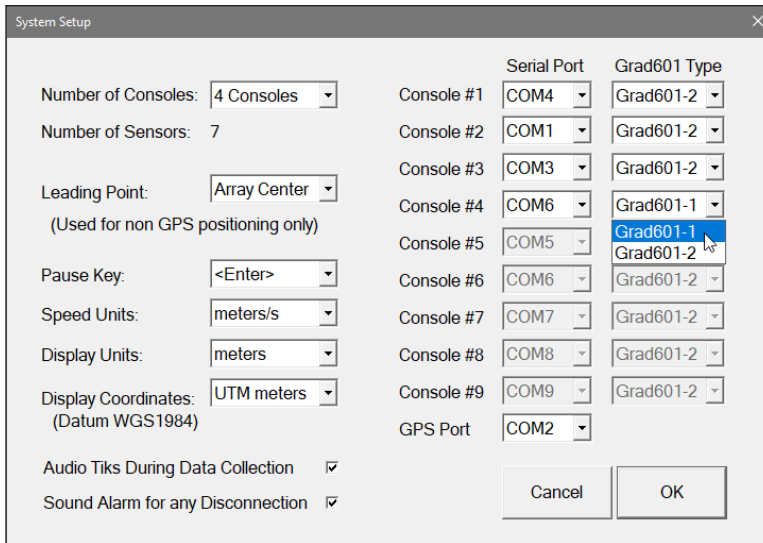 System Setup
Serial Port Grad601 Type
Number of Consoles: 4 Consoles Console #1 COM4 Grad601-2
Number of Sensors: 7 Console #2 COM1 Grad601-2
Console #3 COM3 Grad601-2
Leading Point: Array Center Console #4 COM6 Grad601-1
(Used for non GPS positioning only) Grad601-1
Console #5 COM5 Grad601-2
Pause Key: <Enter> Console #6 COM6 Grad601-2
Speed Units: meters/s Console #7 COM7 Grad601-2
Display Units: meters Console #8 COM8 Grad601-2
Display Coordinates: UTM meters Console #9 COM9 Grad601-2
(Datum WGS1984) GPS Port COM2
Audio Tiks During Data Collection
Sound Alarm for any Disconnection
Cancel OK